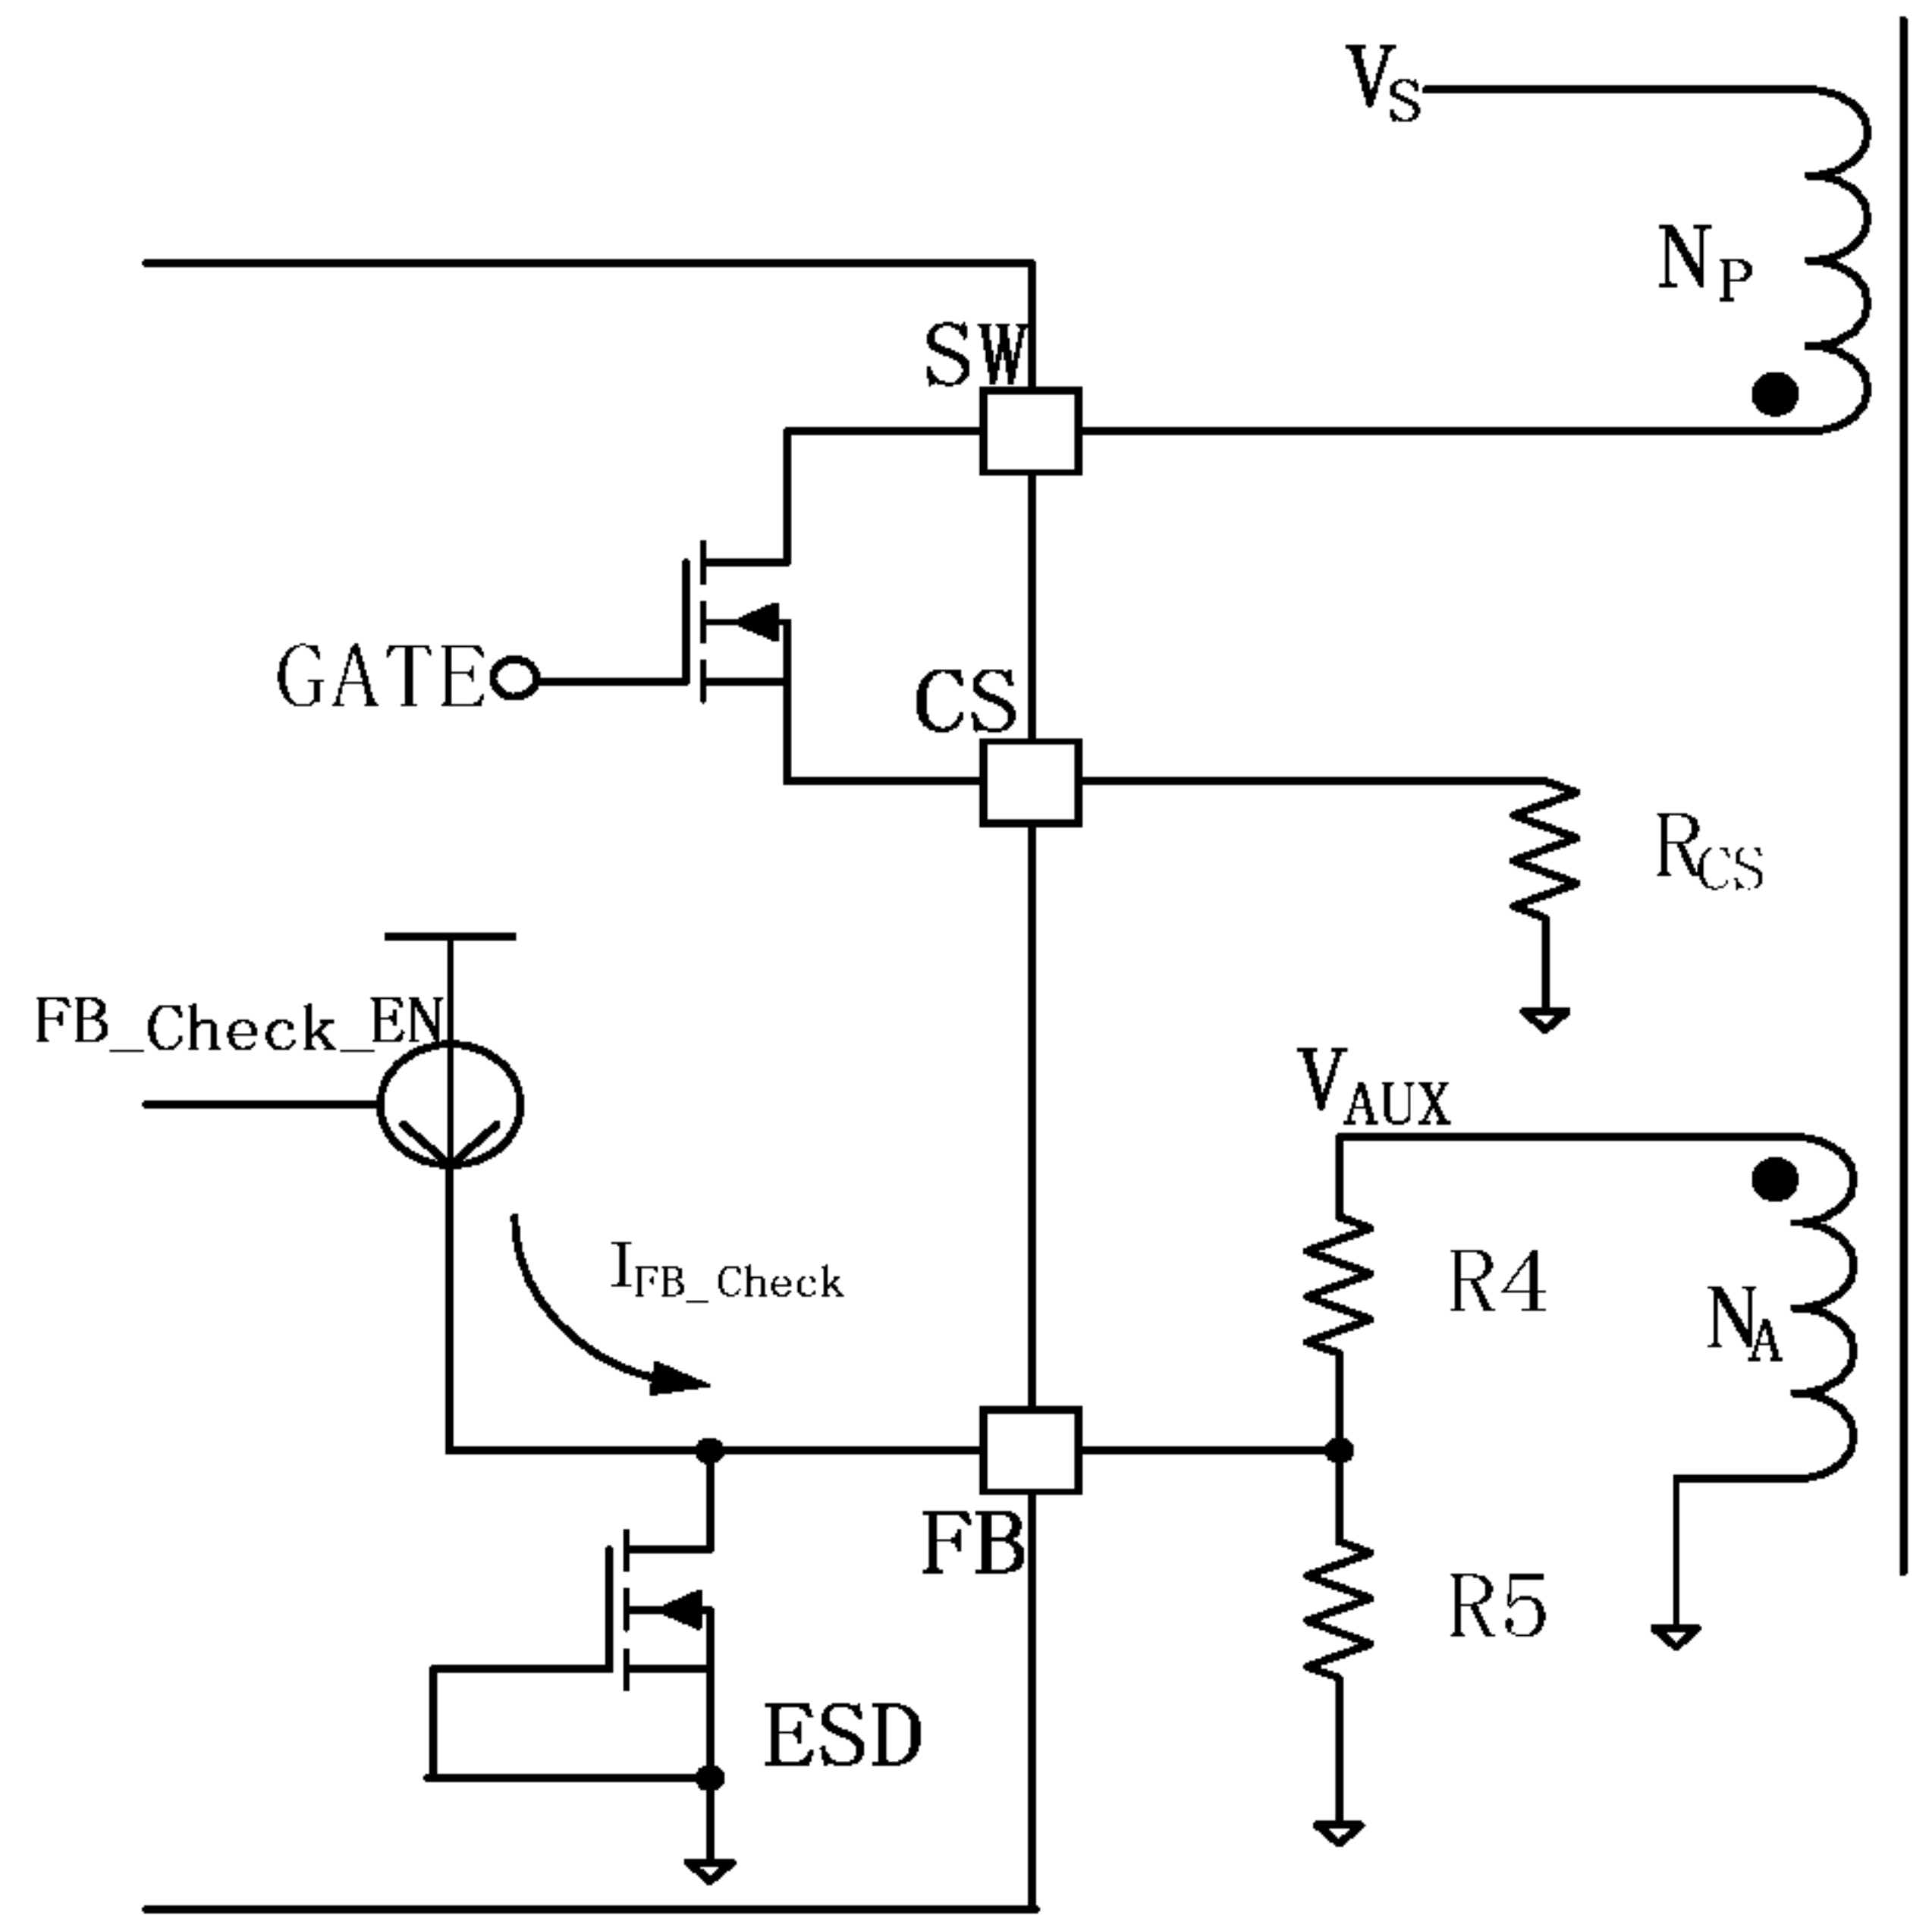 VS
NP
SW
GATE
CS
RCS
FB_Check_EN
VAUX
IFB_Check
R4
NA
FB
R5
ESD